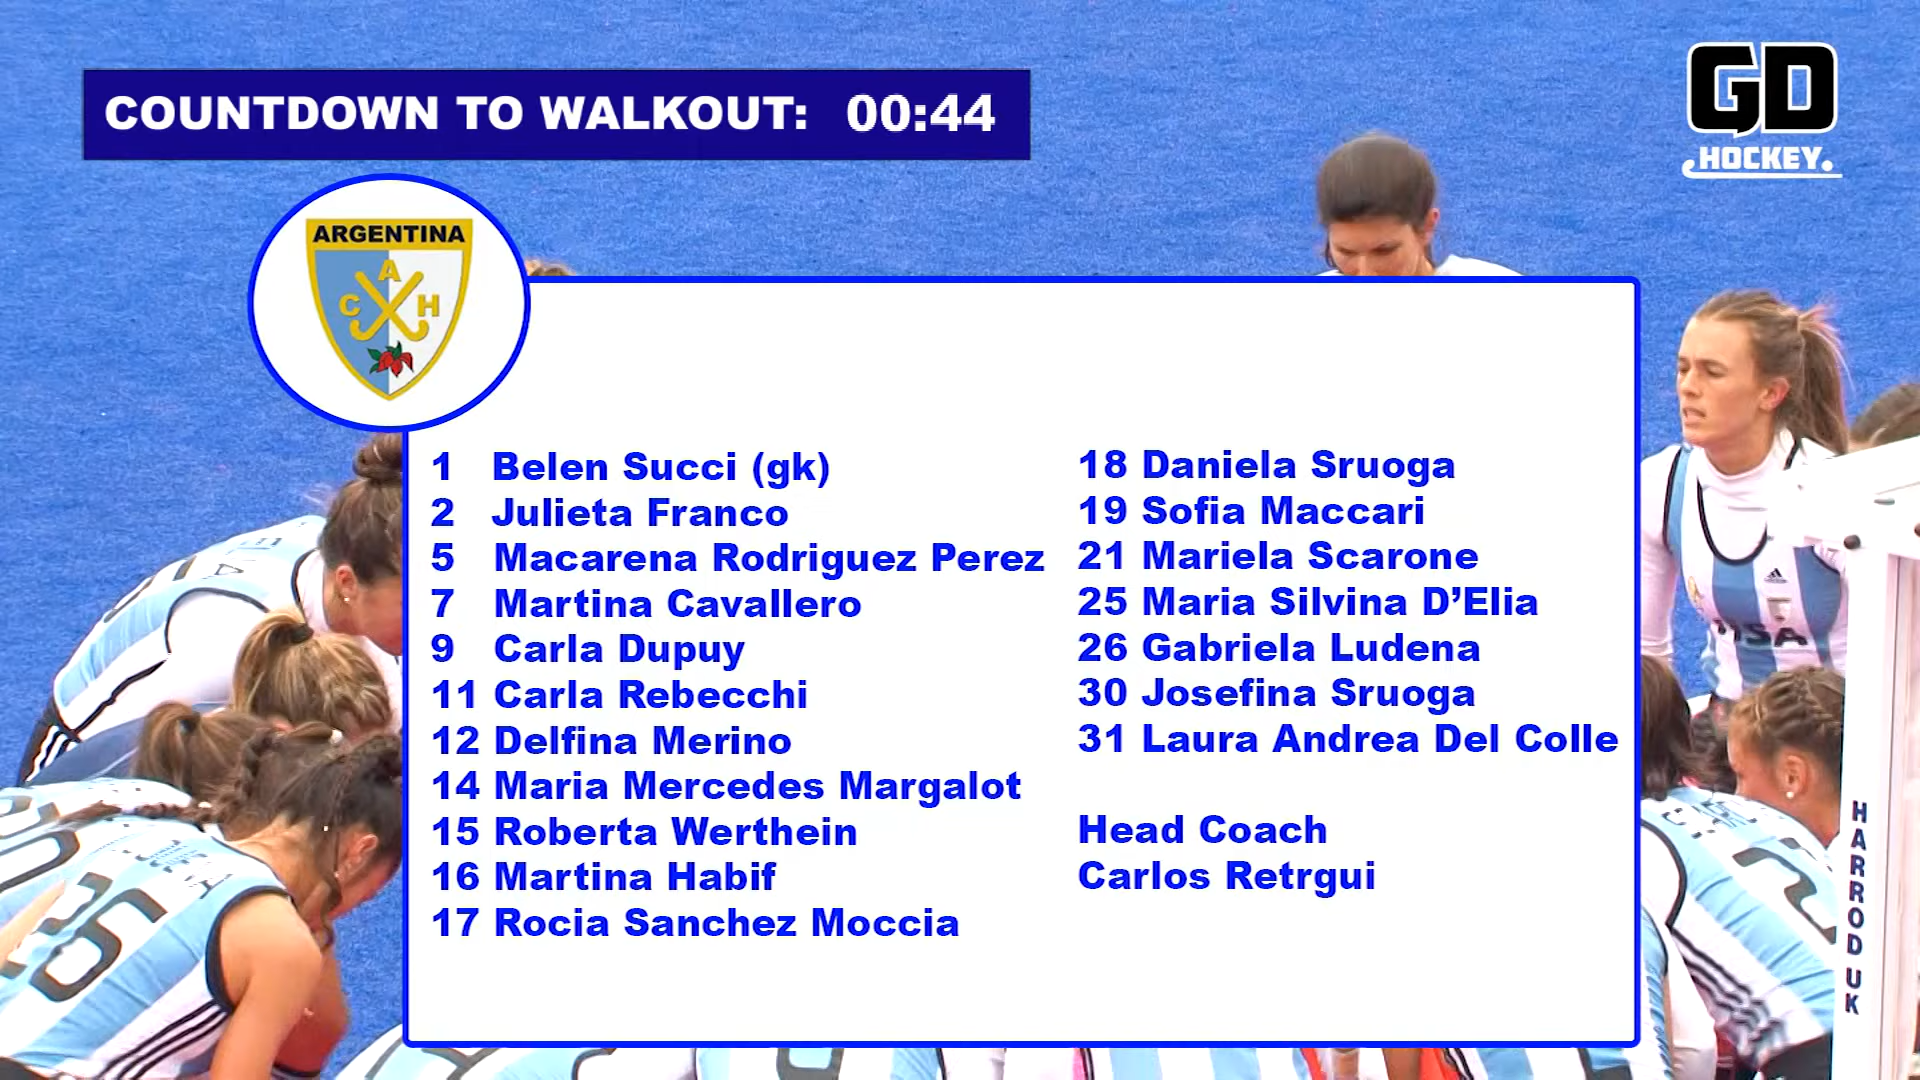 COUNTDOWN TO WALKOUT: 00:44
GD
HOCKEY.
ARGENTINA
A
C H
1 Belen Succi (gk)
2 Julieta Franco
5 Macarena Rodriguez Perez
7 Martina Cavallero
9 Carla Dupuy
11 Carla Rebecchi
12 Delfina Merino
14 Maria Mercedes Margalot
15 Roberta Werthein
16 Martina Habif
17 Rocia Sanchez Moccia
18 Daniela Sruoga
19 Sofia Maccari
21 Mariela Scarone
25 Maria Silvina D’Elia
26 Gabriela Ludena
30 Josefina Sruoga
31 Laura Andrea Del Colle
Head Coach
Carlos Retrgui
HARROD UK
26